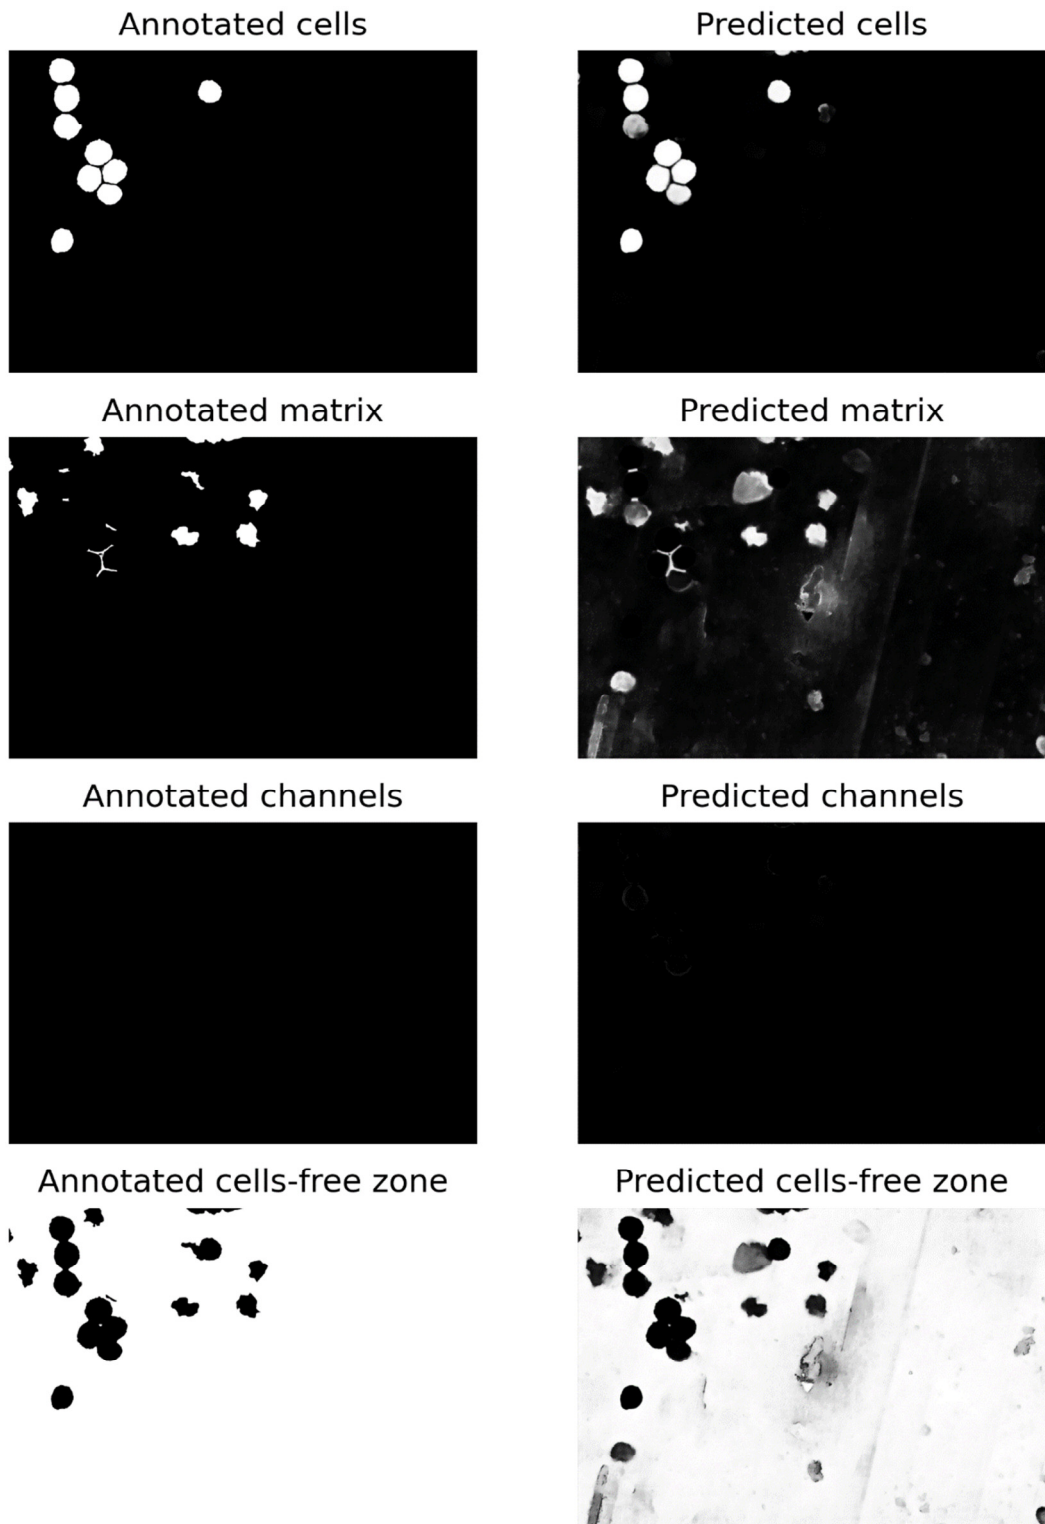 Annotated cells
Predicted cells
Annotated matrix
Predicted matrix
Annotated channels
Predicted channels
Annotated cells-free zone
Predicted cells-free zone